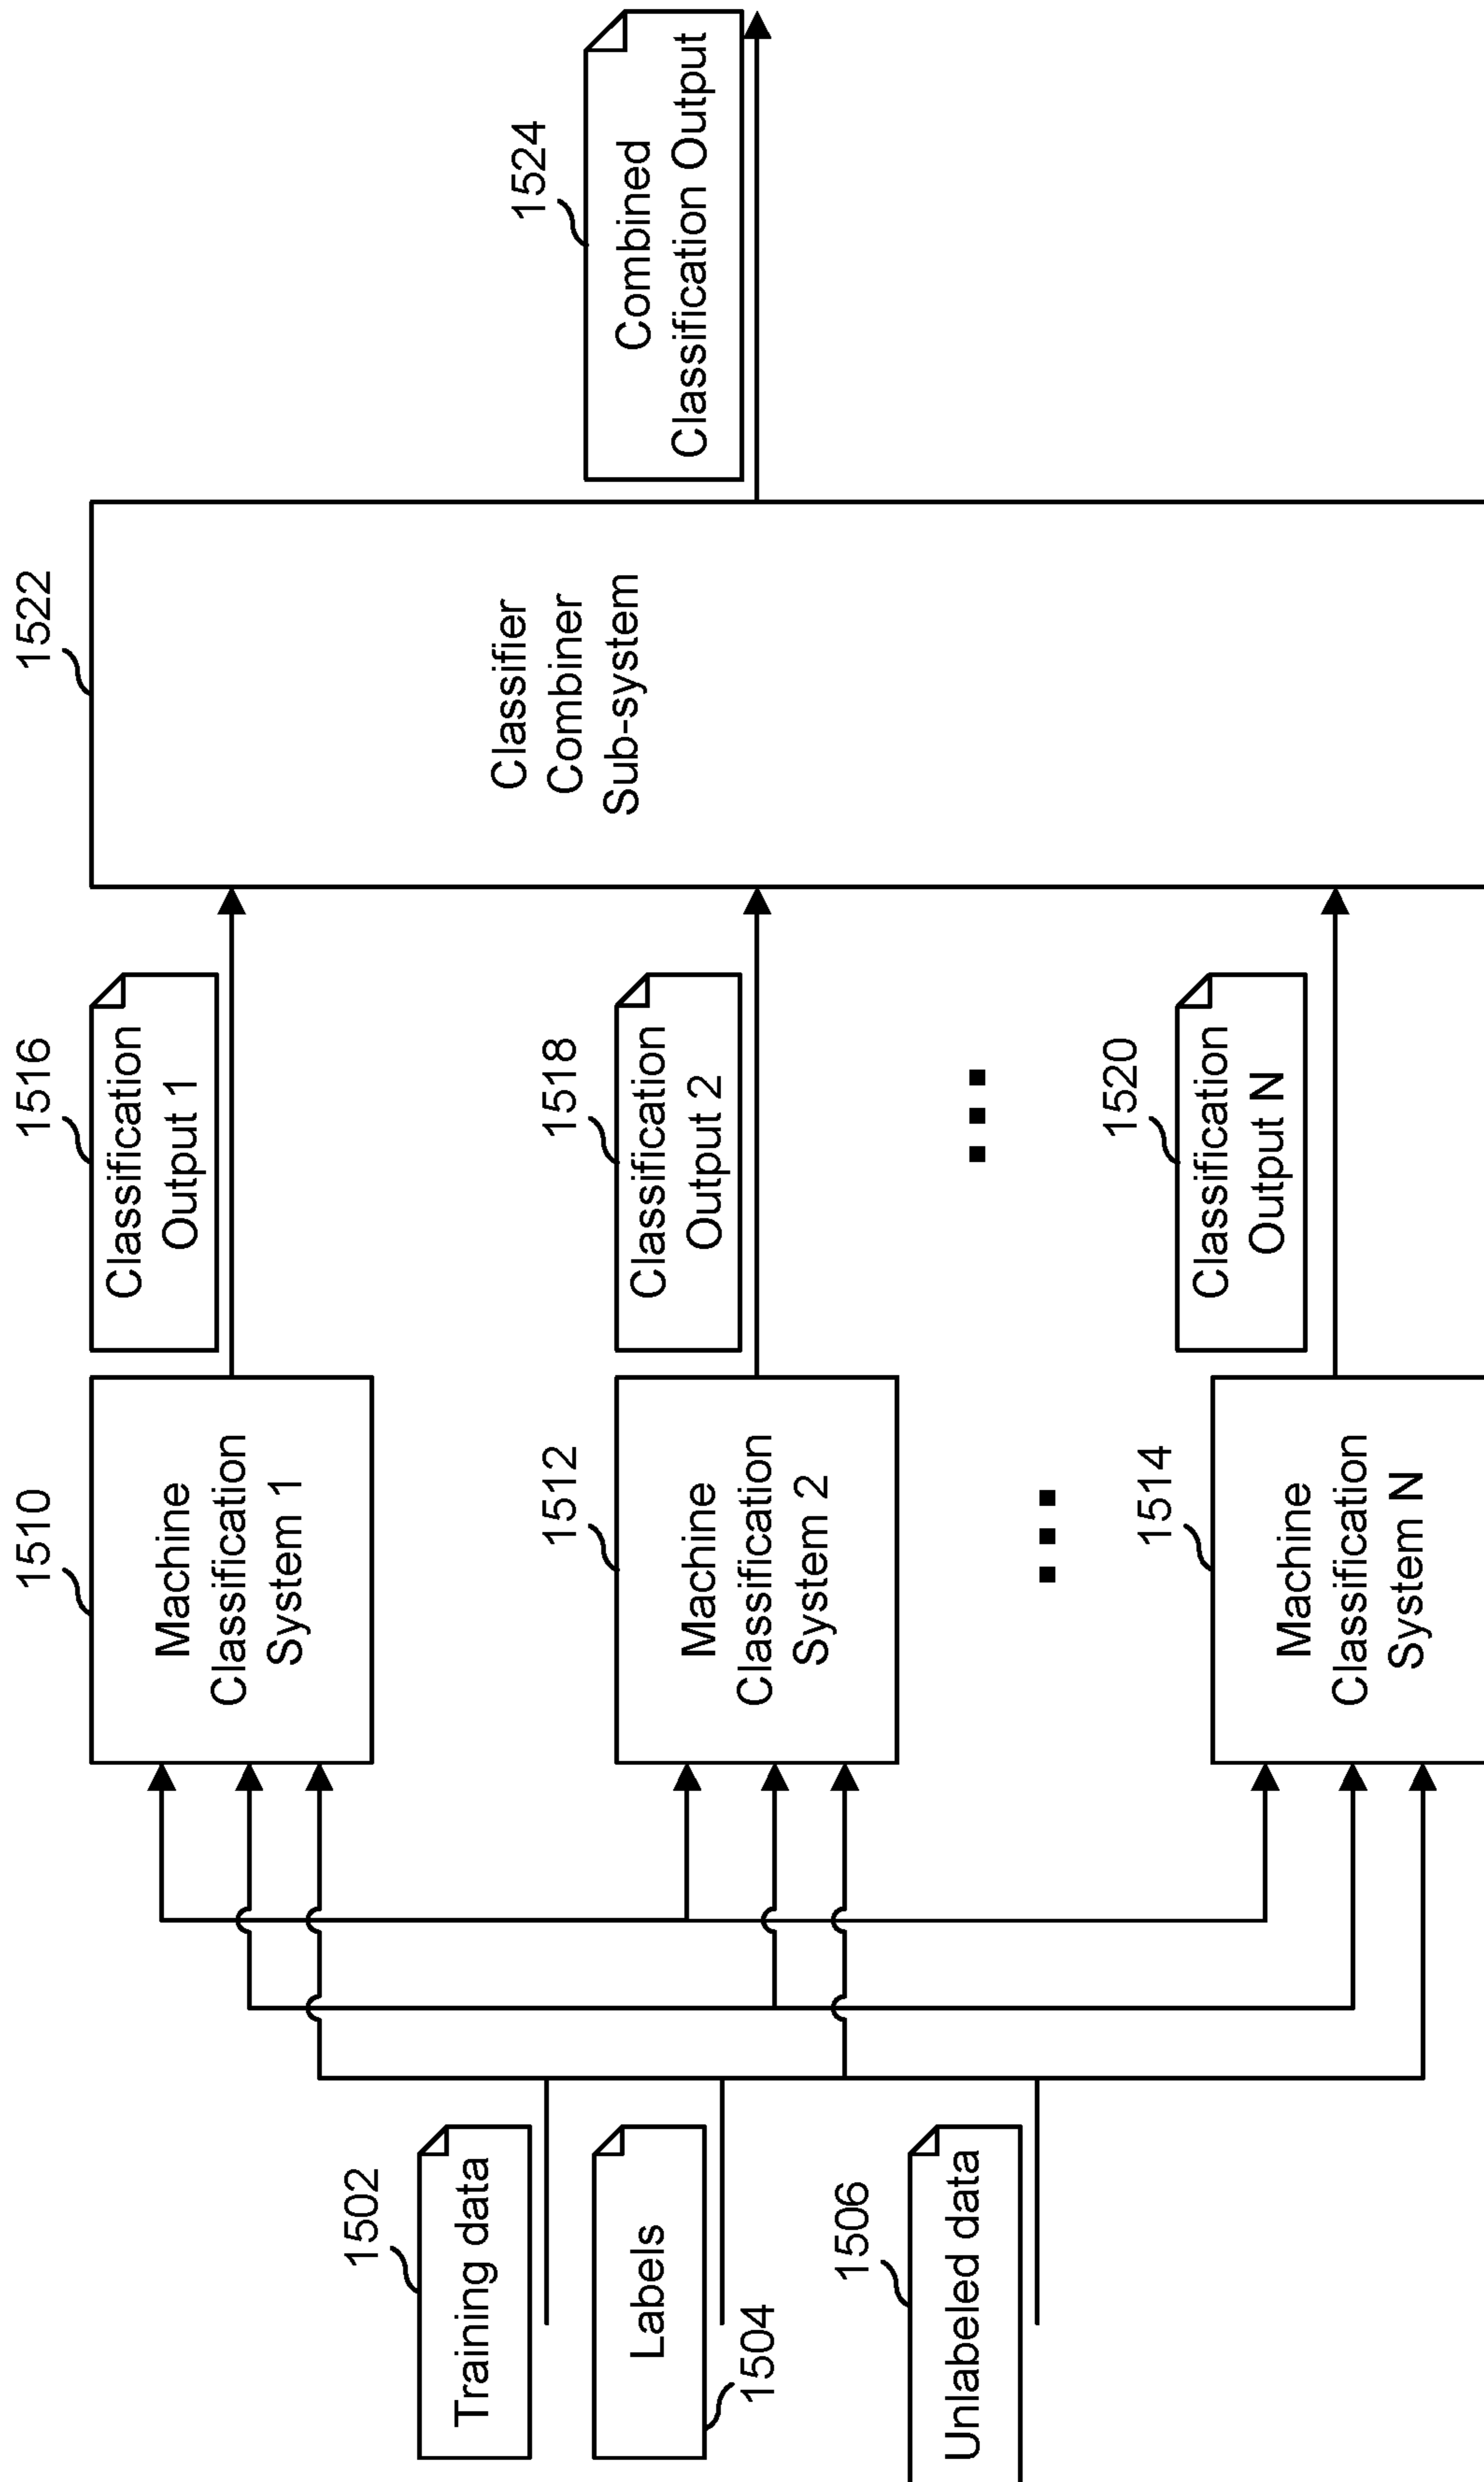 1502
Training data
Labels
1504
1506
Unlabeled data
1510
Machine
Classification
System 1
1512
Machine
Classification
System 2
1514
Machine
Classification
System N
1516
Classification
Output 1
1518
Classification
Output 2
1520
Classification
Output N
1522
Classifier
Combiner
Sub-system
1524
Combined
Classification Output